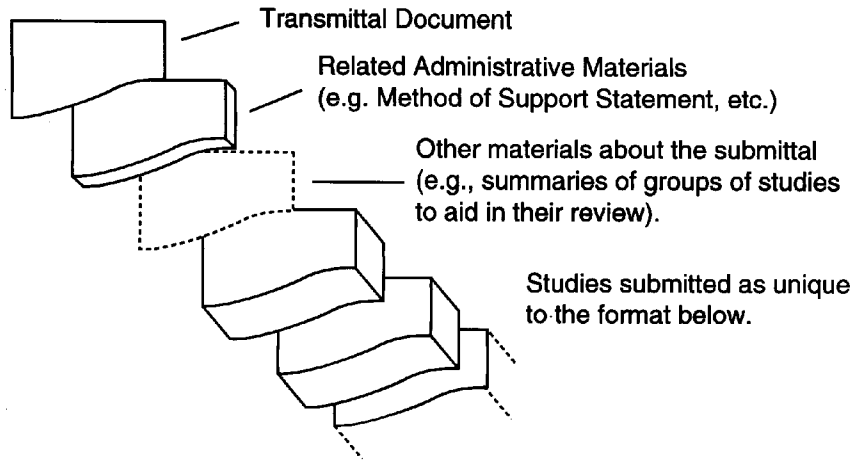 Transmittal Document
Related Administrative Materials
(e.g. Method of Support Statement, etc.)
Other materials about the submittal
(e.g., summaries of groups of studies
to aid in their review).
Studies submitted as unique
to the format below.